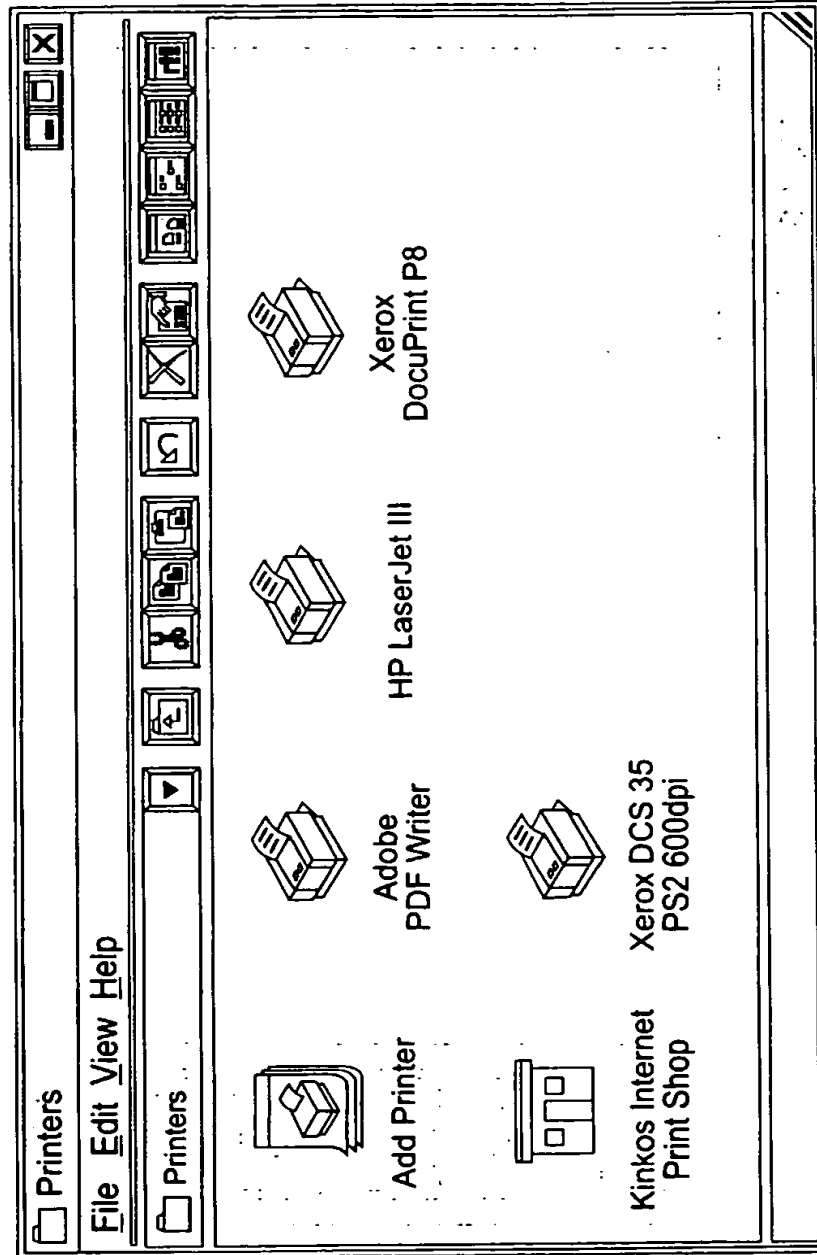 Printers
File Edit View Help
Printers
Add Printer
Adobe
PDF Writer
HP LaserJet III
Xerox
DocuPrint P8
Kinkos Internet
Print Shop
Xerox DCS 35
PS2 600dpi